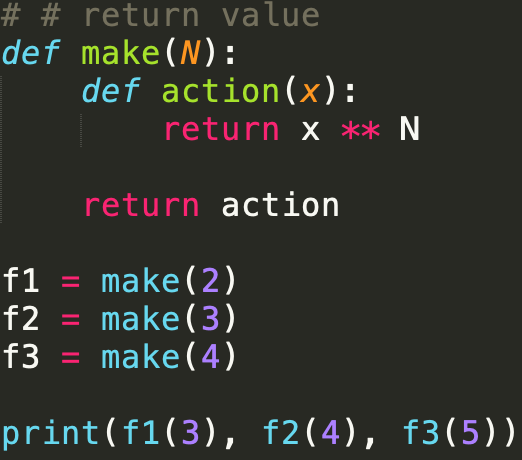 # # return value
def make(N):
    def action(x):
        return x ** N
    return action
f1 = make(2)
f2 = make(3)
f3 = make(4)
print(f1(3), f2(4), f3(5))